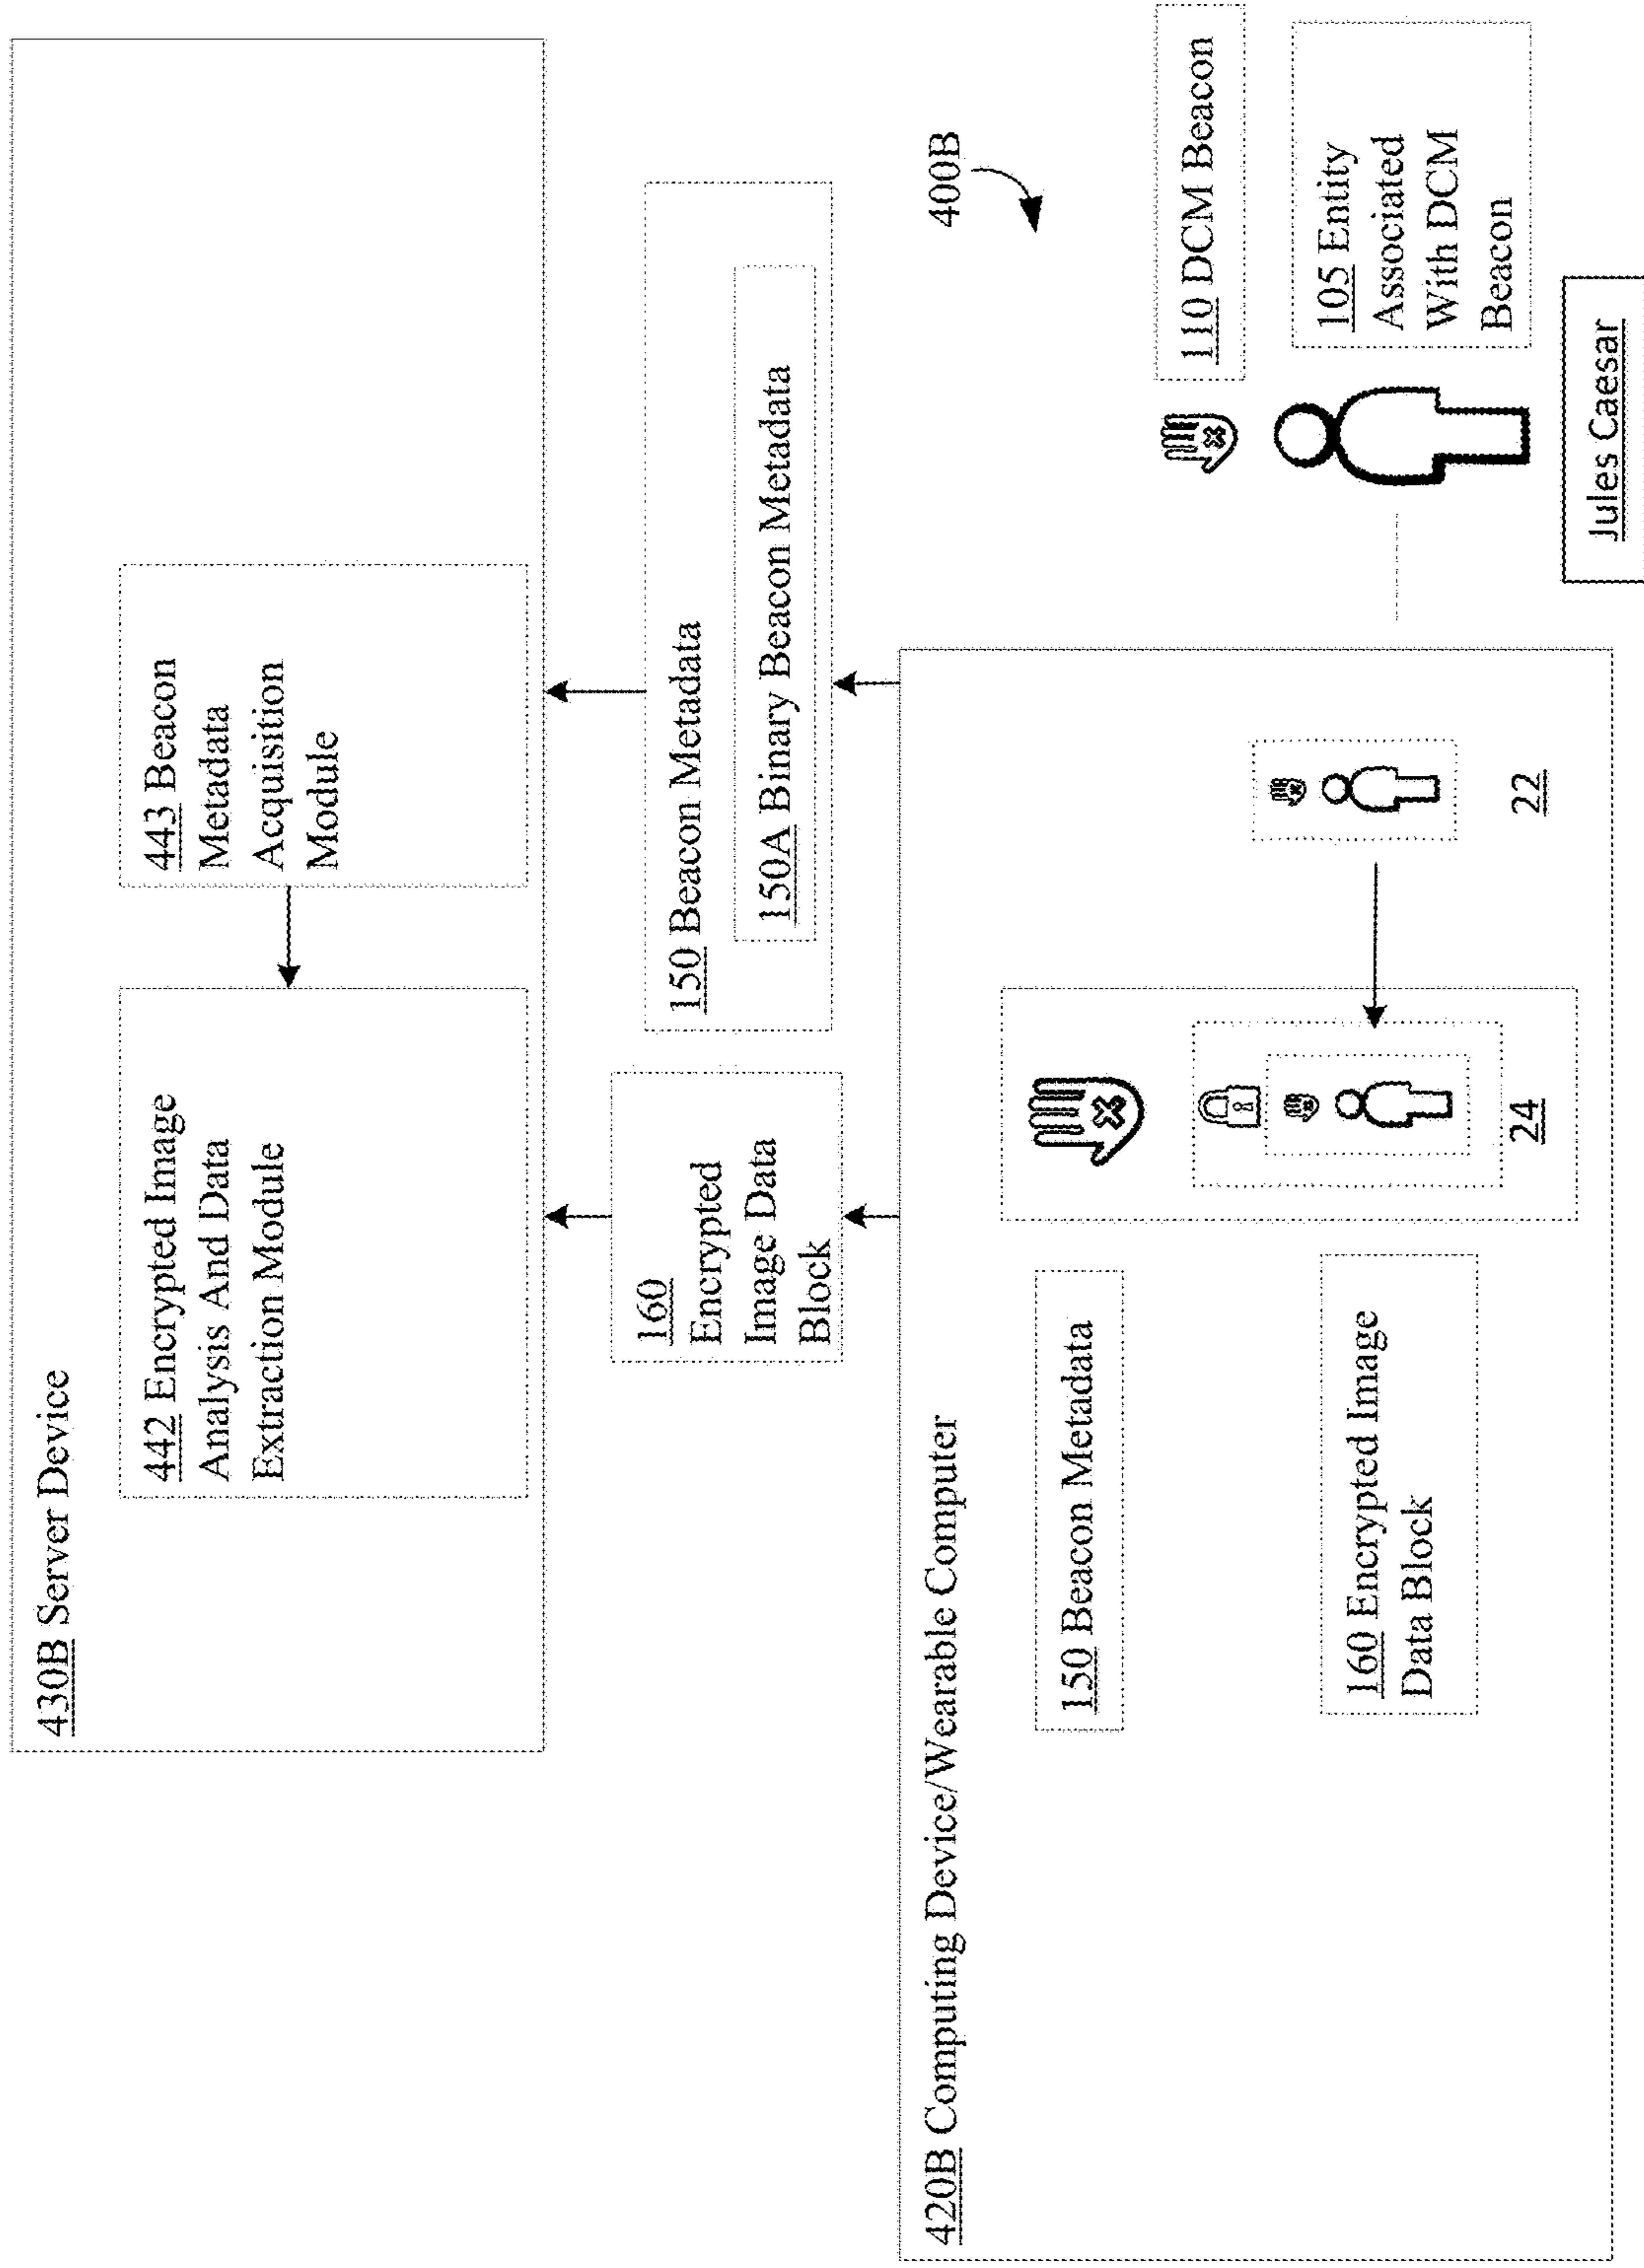 430B Server Device
442 Encrypted Image
Analysis And Data
Extraction Module
443 Beacon
Metadata
Acquisition
Module
160
Encrypted
Image Data
Block
150 Beacon Metadata
150A Binary Beacon Metadata
420B Computing Device/Wearable Computer
150 Beacon Metadata
160 Encrypted Image
Data Block
24
22
400B
110 DCM Beacon
105 Entity
Associated
With DCM
Beacon
Jules Caesar